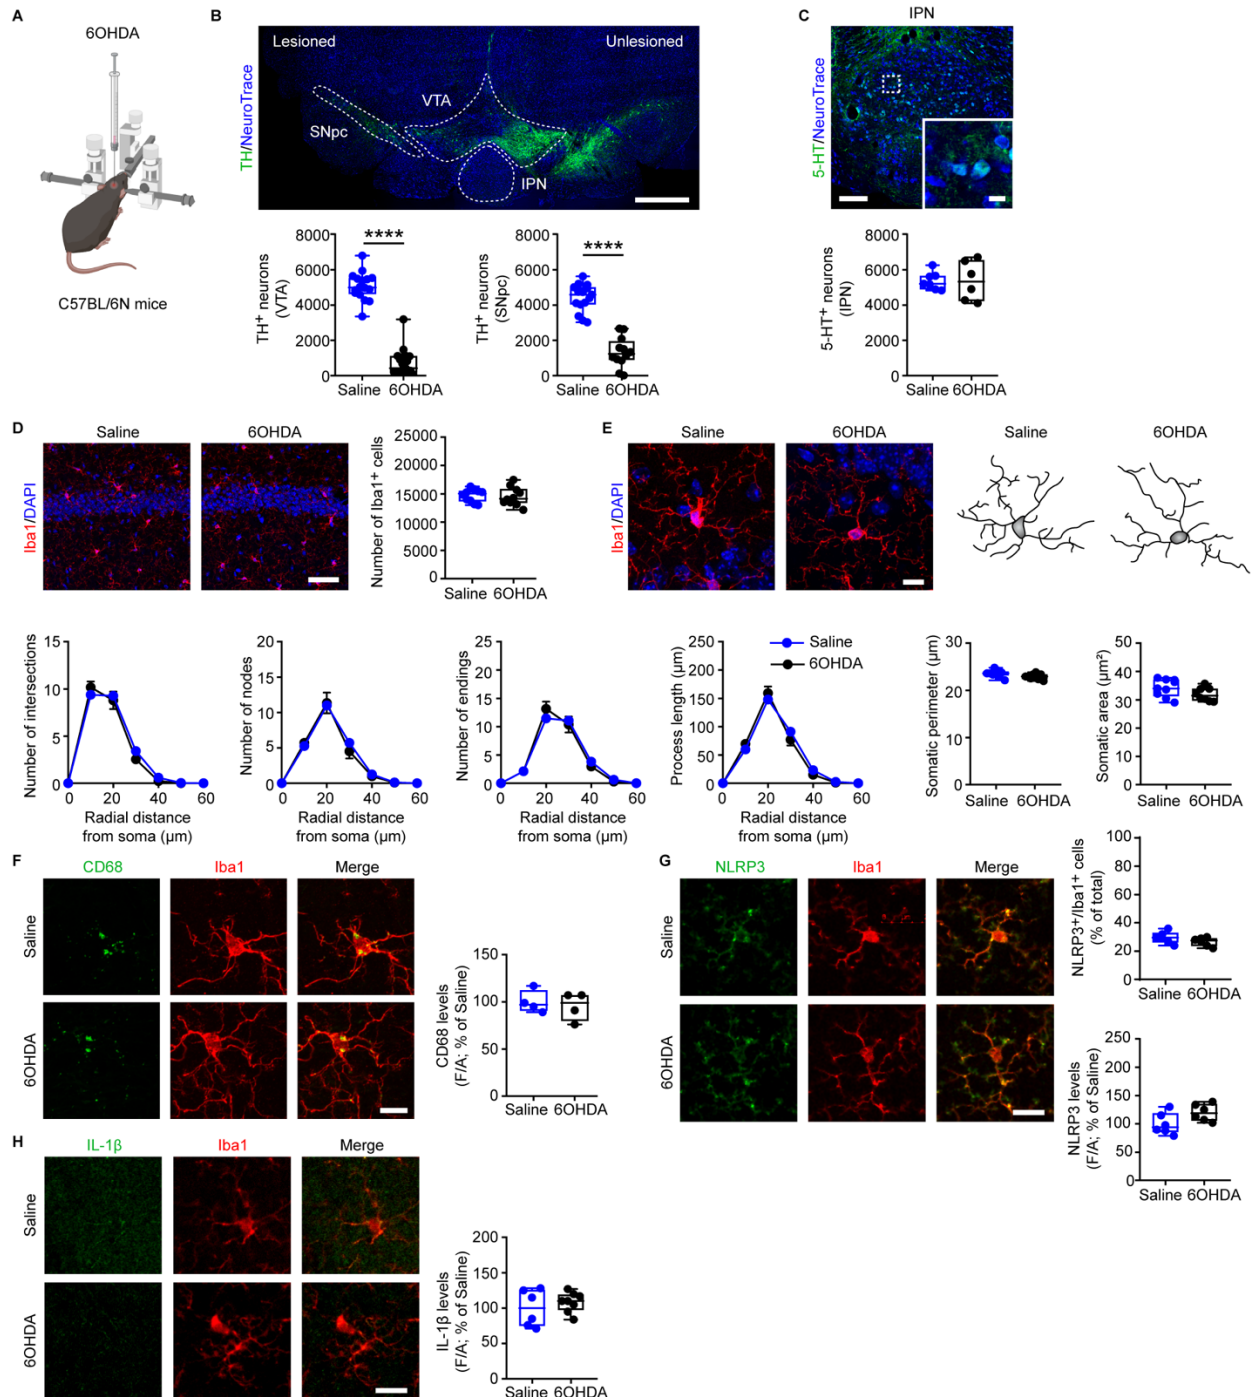 A
6OHDA
C57BL/6N mice
B
TH/NeuroTrace
Lesioned
Unlesioned
VTA
SNpc
IPN
TH⁺ neurons
(VTA)
8000
6000
4000
2000
0
****
Saline 6OHDA
TH⁺ neurons
(SNpc)
8000
6000
4000
2000
0
****
Saline 6OHDA
C
IPN
5-HT/NeuroTrace
5-HT⁺ neurons
(IPN)
8000
6000
4000
2000
0
Saline 6OHDA
D
Saline
6OHDA
Iba1/DAPI
Number of Iba1⁺ cells
25000
20000
15000
10000
5000
0
Saline 6OHDA
E
Saline
6OHDA
Iba1/DAPI
Saline
6OHDA
Number of intersections
15
10
5
0
0 20 40 60
Radial distance
from soma (µm)
Number of nodes
20
15
10
5
0
0 20 40 60
Radial distance
from soma (µm)
Number of endings
25
20
15
10
5
0
0 20 40 60
Radial distance
from soma (µm)
Process length (µm)
250
200
150
100
50
0
0 20 40 60
Radial distance
from soma (µm)
Saline
6OHDA
Somatic perimeter (µm)
30
20
10
0
Saline 6OHDA
Somatic area (µm²)
50
40
30
20
10
0
Saline 6OHDA
F
CD68
Iba1
Merge
Saline
6OHDA
CD68 levels
(F/A; % of Saline)
150
100
50
0
Saline 6OHDA
G
NLRP3
Iba1
Merge
Saline
6OHDA
NLRP3⁺/Iba1+ cells
(% of total)
100
80
60
40
20
0
Saline 6OHDA
NLRP3 levels
(F/A; % of Saline)
250
200
150
100
50
0
Saline 6OHDA
H
IL-1β
Iba1
Merge
Saline
6OHDA
IL-1β levels
(F/A; % of Saline)
200
150
100
50
0
Saline 6OHDA